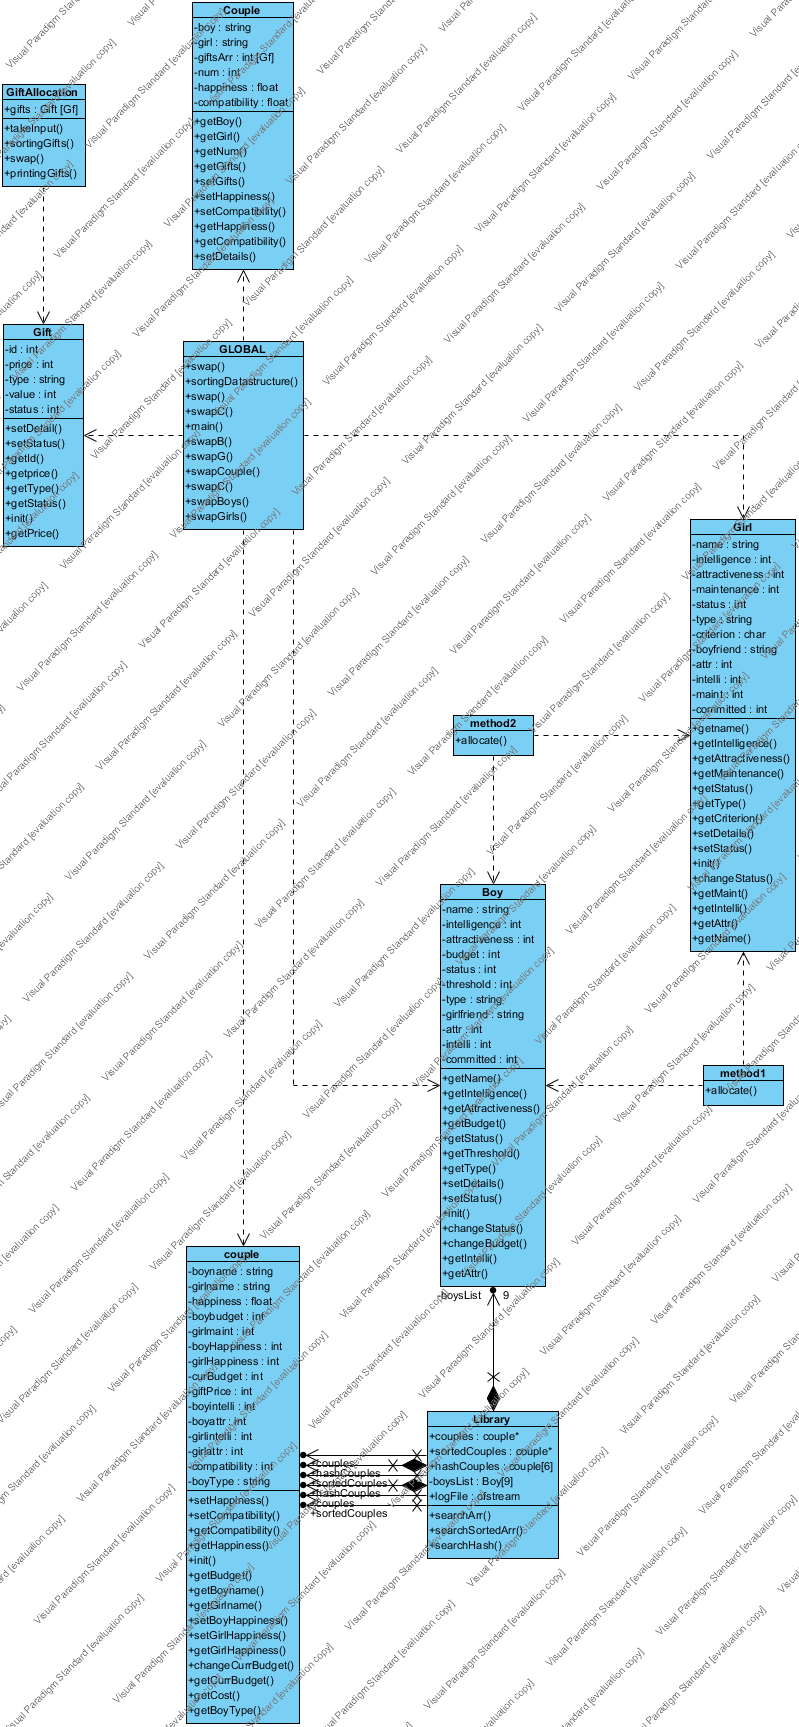 Couple
-boy : string
-girl : string
-giftsArr : int [Gf]
-num : int
-happiness : float
-compatibility : float
+getBoy()
+getGirl()
+getNum()
+getGifts()
+setGifts()
+setHappiness()
+setCompatibility()
+getHappiness()
+getCompatibility()
+setDetails()
GiftAllocation
+gifts : Gift [Gf]
+takeInput()
+sortingGifts()
+swap()
+printingGifts()
Gift
-id : int
-price : int
-type : string
-value : int
-status : int
+setDetail()
+setStatus()
+getId()
+getprice()
+getType()
+getStatus()
+init()
+getPrice()
GLOBAL
+swap()
+sortingDatastructure()
+swap()
+swapC()
+main()
+swapB()
+swapG()
+swapCouple()
+swapC()
+swapBoys()
+swapGirls()
Girl
-name : string
-intelligence : int
-attractiveness : int
-maintenance : int
-status : int
-type : string
-criterion : char
-boyfriend : string
-attr : int
-intelli : int
-maint : int
-committed : int
+getname()
+getIntelligence()
+getAttractiveness()
+getMaintenance()
+getStatus()
+getType()
+getCriterion()
+setDetails()
+setStatus()
+init()
+changeStatus()
+getMaint()
+getIntelli()
+getAttr()
+getName()
method2
+allocate()
Boy
-name : string
-intelligence : int
-attractiveness : int
-budget : int
-status : int
-threshold : int
-type : string
-girlfriend : string
-attr : int
-intelli : int
-committed : int
+getName()
+getIntelligence()
+getAttractiveness()
+getBudget()
+getStatus()
+getThreshold()
+getType()
+setDetails()
+setStatus()
+init()
+changeStatus()
+changeBudget()
+getIntelli()
+getAttr()
method1
+allocate()
-boysList 9
couple
-boyname : string
-girlname : string
-happiness : float
-boybudget : int
-girlmaint : int
-boyHappiness : int
-girlHappiness : int
-curBudget : int
-giftPrice : int
-boyintelli : int
-boyattr : int
-girlintelli : int
-girlattr : int
-compatibility : int
-boyType : string
+setHappiness()
+setCompatibility()
+getCompatibility()
+getHappiness()
+init()
+getBudget()
+getBoyname()
+getGirlname()
+setBoyHappiness()
+setGirlHappiness()
+getGirlHappiness()
+changeCurrBudget()
+getCurrBudget()
+getCost()
+getBoyType()
+couples
+hashCouples
+sortedCouples
+hashCouples
+couples
+sortedCouples
Library
+couples : couple*
+sortedCouples : couple*
+hashCouples : couple[6]
-boysList : Boy[9]
+logFile : ofstream
+searchArr()
+searchSortedArr()
+searchHash()
Visual Paradigm Standard [evaluation copy]